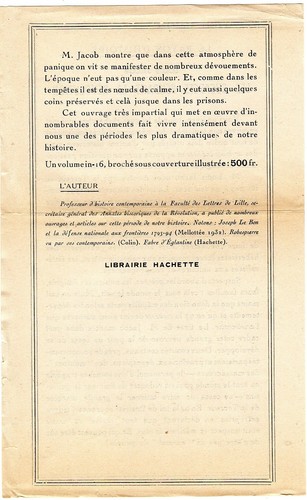 M. Jacob montre que dans cette atmosphère de
panique on vit se manifester de nombreux dévouements.
L'époque n'eut pas qu'une couleur. Et, comme dans les
tempêtes il est des nœuds de calme, il y eut aussi quelques
coins préservés et celà jusque dans les prisons.
Cet ouvrage très impartial qui met en œuvre d'in-
nombrables documents fait vivre intensément devant
nous une des périodes les plus dramatiques de notre
histoire.
Un volume in-16, broché sous couverture illustrée : 500 fr.
L'AUTEUR
Professeur d'histoire contemporaine à la Faculté des Lettres de Lille, se-
crétaire général des Annales historiques de la Révolution, a publié de nombreux
ouvrages et articles sur cette période de notre histoire. Notons : Joseph Le Bon
et la défense nationale aux frontières 1793-94 (Mellottée 1932). Robespierre
vu par ses contemporains. (Colin). Fabre d'Églantine (Hachette).
LIBRAIRIE HACHETTE